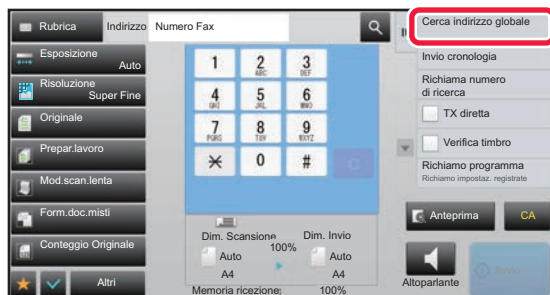 Rubrica
Indirizzo
Numero Fax
Cerca indirizzo globale
Esposizione
Auto
Risoluzione
Super Fine
Originale
Prepar.lavoro
Mod.scan.lenta
Form.doc.misti
Conteggio Originale
Altri
1
2 ABC
3 DEF
4 GHI
5 JKL
6 MNO
7 PQRS
8 TUV
9 WXYZ
0
#
C
Dim. Scansione
100%
Dim. Invio
Auto
A4
Auto
A4
Memoria ricezione: 100%
Invio cronologia
Richiama numero
di ricerca
TX diretta
Verifica timbro
Richiamo programma
Richiamo impostaz. registrate
Anteprima
CA
Altoparlante
Avvio